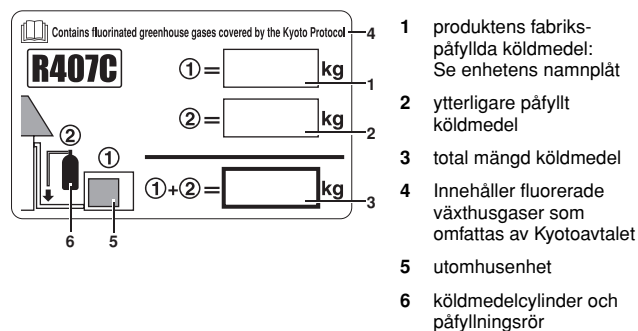 Contains fluorinated greenhouse gases covered by the Kyoto Protocol 4
R407C
① = kg
1
② = kg
2
②
①
①+② = kg
3
6 5
1 produktens fabriks-
påfyllda köldmedel:
Se enhetens namnplåt
2 ytterligare påfyllt
köldmedel
3 total mängd köldmedel
4 Innehåller fluorerade
växthusgaser som
omfattas av Kyotoavtalet
5 utomhusenhet
6 köldmedelcylinder och
påfyllningsrör